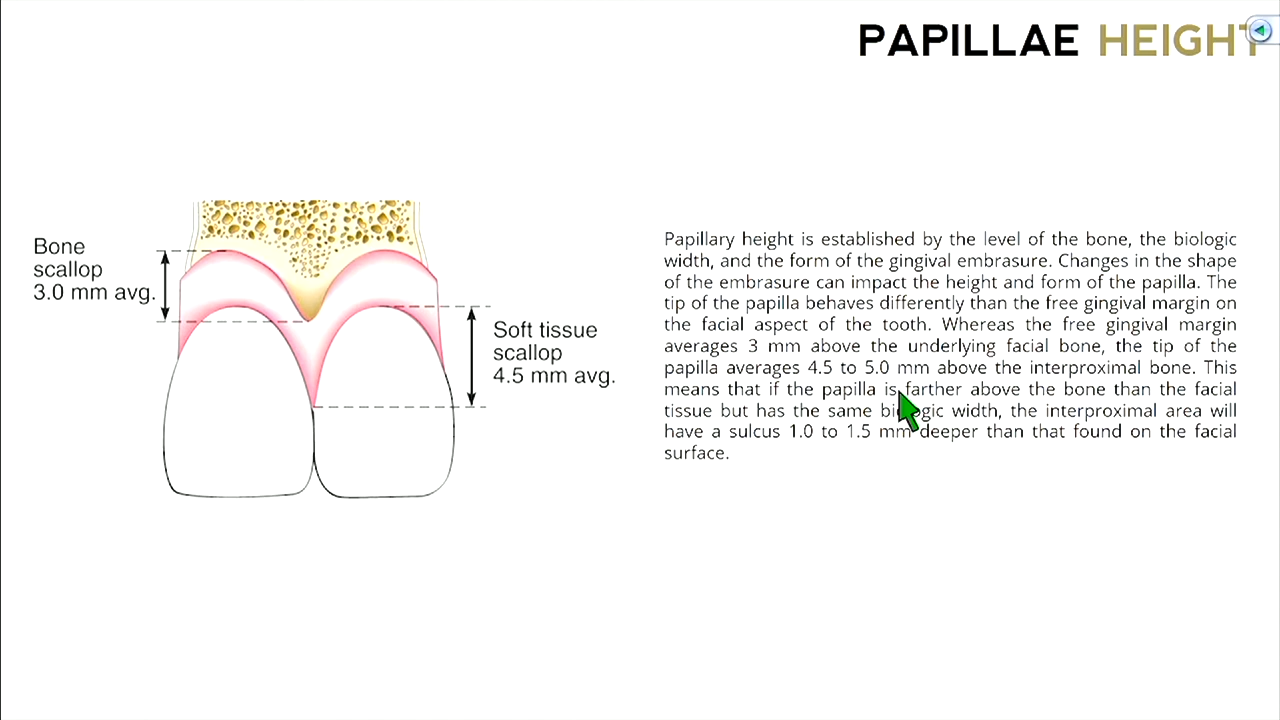 PAPILLAE HEIGHT
Bone
scallop
3.0 mm avg.
Soft tissue
scallop
4.5 mm avg.
Papillary height is established by the level of the bone, the biologic
width, and the form of the gingival embrasure. Changes in the shape
of the embrasure can impact the height and form of the papilla. The
tip of the papilla behaves differently than the free gingival margin on
the facial aspect of the tooth. Whereas the free gingival margin
averages 3 mm above the underlying facial bone, the tip of the
papilla averages 4.5 to 5.0 mm above the interproximal bone. This
means that if the papilla is farther above the bone than the facial
tissue but has the same biologic width, the interproximal area will
have a sulcus 1.0 to 1.5 mm deeper than that found on the facial
surface.